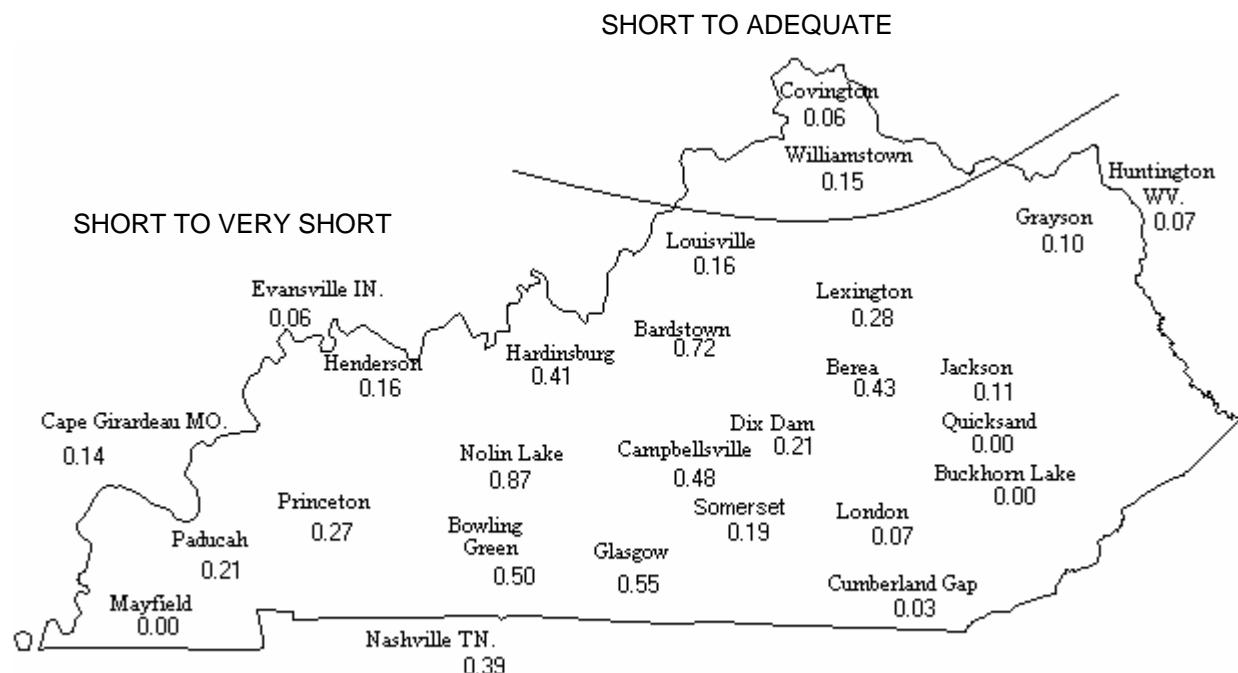 SHORT TO ADEQUATE
Covington
0.06
Williamstown
0.15
Huntington
WV.
0.07
SHORT TO VERY SHORT
Grayson
0.10
Louisville
0.16
Evansville IN.
0.06
Lexington
0.28
Bardstown
0.72
Henderson
0.16
Hardinsburg
0.41
Berea
0.43
Jackson
0.11
Cape Girardeau MO.
0.14
Dix Dam
0.21
Quicksand
0.00
Nolin Lake
0.87
Campbellsville
0.48
Buckhorn Lake
0.00
Princeton
0.27
Somerset
0.19
London
0.07
Paducah
0.21
Bowling
Green
0.50
Glasgow
0.55
Cumberland Gap
0.03
Mayfield
0.00
Nashville TN.
0.39